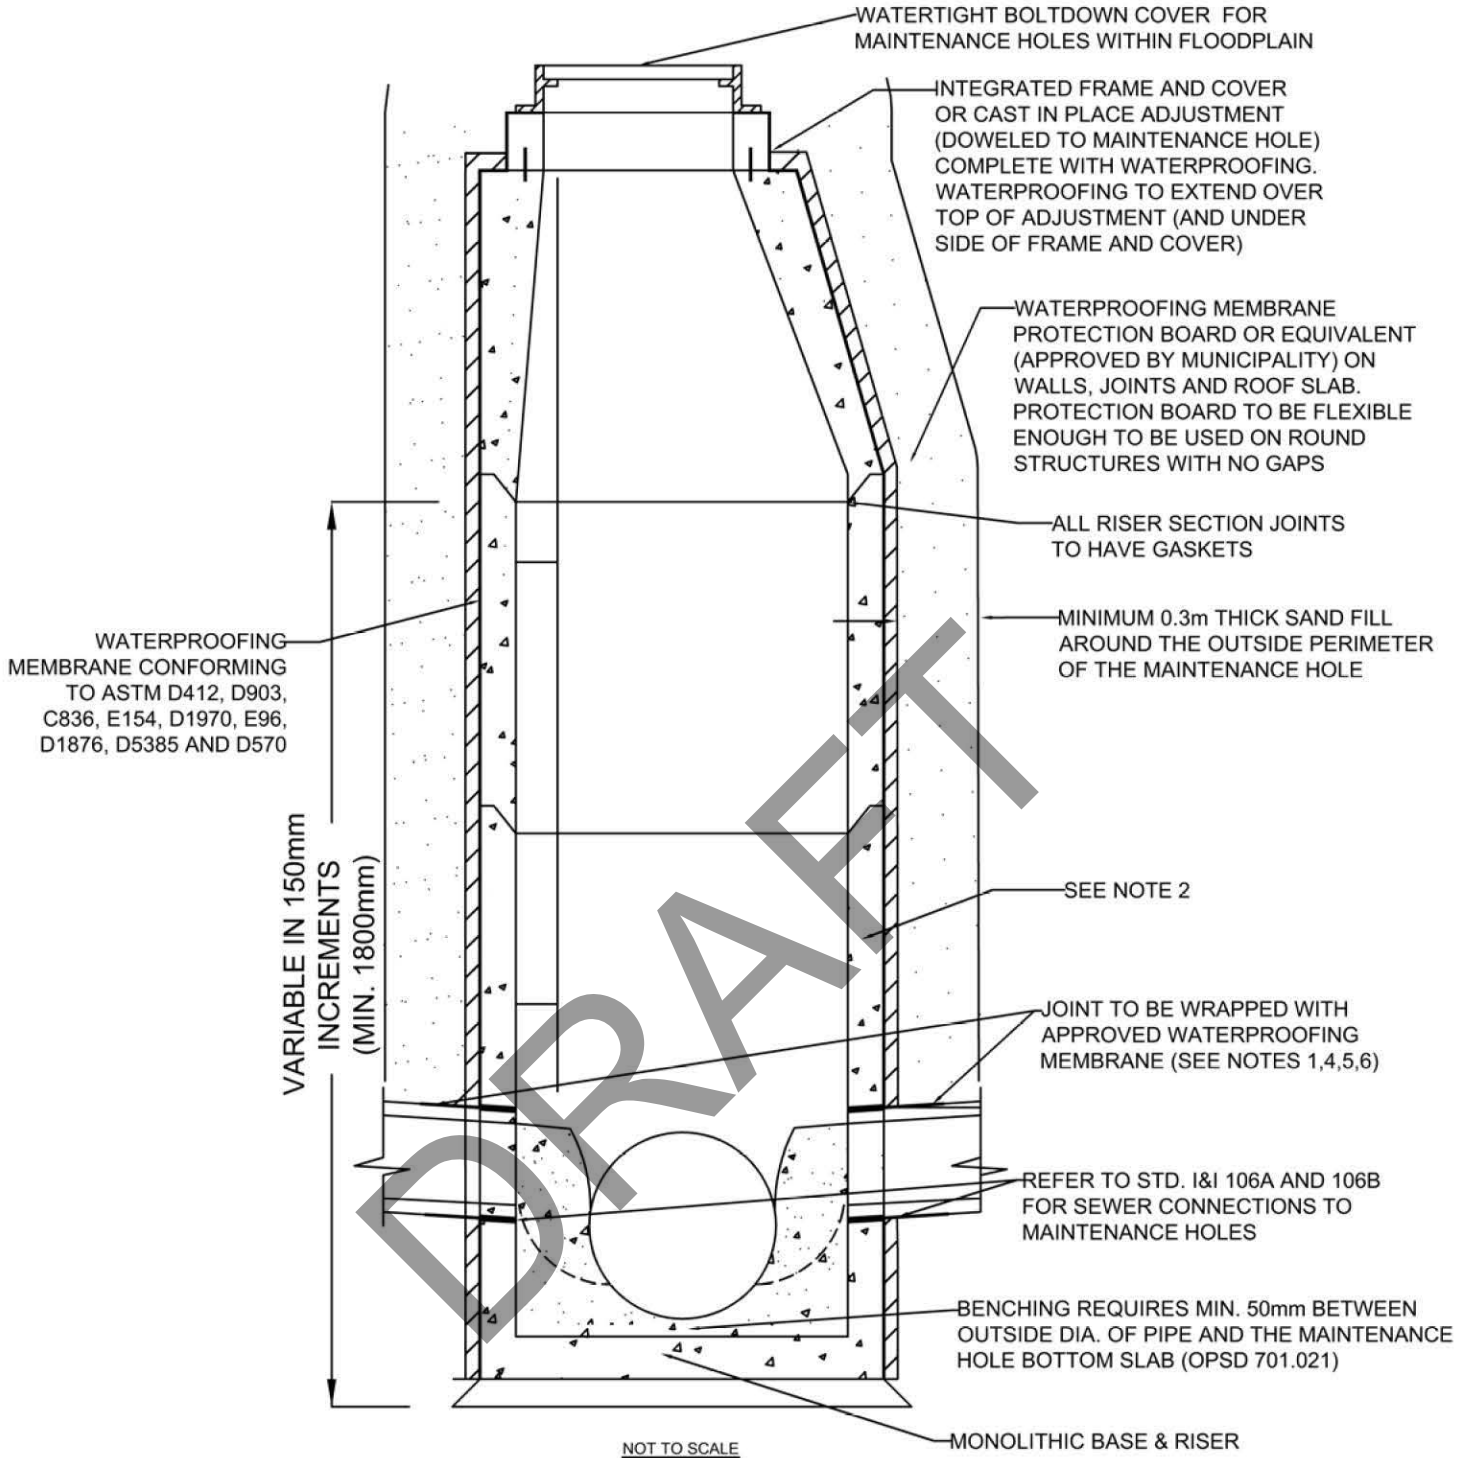 WATERTIGHT BOLTDOWN COVER FOR
MAINTENANCE HOLES WITHIN FLOODPLAIN
INTEGRATED FRAME AND COVER
OR CAST IN PLACE ADJUSTMENT
(DOWELED TO MAINTENANCE HOLE)
COMPLETE WITH WATERPROOFING.
WATERPROOFING TO EXTEND OVER
TOP OF ADJUSTMENT (AND UNDER
SIDE OF FRAME AND COVER)
WATERPROOFING MEMBRANE
PROTECTION BOARD OR EQUIVALENT
(APPROVED BY MUNICIPALITY) ON
WALLS, JOINTS AND ROOF SLAB.
PROTECTION BOARD TO BE FLEXIBLE
ENOUGH TO BE USED ON ROUND
STRUCTURES WITH NO GAPS
ALL RISER SECTION JOINTS
TO HAVE GASKETS
MINIMUM 0.3m THICK SAND FILL
AROUND THE OUTSIDE PERIMETER
OF THE MAINTENANCE HOLE
WATERPROOFING
MEMBRANE CONFORMING
TO ASTM D412, D903,
C836, E154, D1970, E96,
D1876, D5385 AND D570
VARIABLE IN 150mm
INCREMENTS
(MIN. 1800mm)
SEE NOTE 2
JOINT TO BE WRAPPED WITH
APPROVED WATERPROOFING
MEMBRANE (SEE NOTES 1,4,5,6)
REFER TO STD. I&I 106A AND 106B
FOR SEWER CONNECTIONS TO
MAINTENANCE HOLES
BENCHING REQUIRES MIN. 50mm BETWEEN
OUTSIDE DIA. OF PIPE AND THE MAINTENANCE
HOLE BOTTOM SLAB (OPSD 701.021)
MONOLITHIC BASE & RISER
NOT TO SCALE
DRAFT